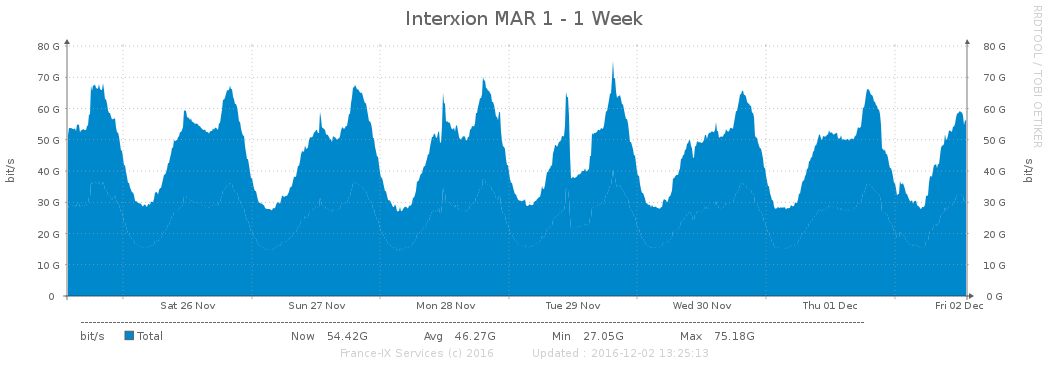 Interxion MAR 1 - 1 Week
RRDTOOL / TOBI OETIKER
80 G 80 G
70 G 70 G
60 G 60 G
50 G 50 G
40 G 40 G
30 G 30 G
20 G 20 G
10 G 10 G
0 0 G
bit/s
bit/s
Sat 26 Nov Sun 27 Nov Mon 28 Nov Tue 29 Nov Wed 30 Nov Thu 01 Dec Fri 02 Dec
bit/s Total Now 54.42G Avg 46.27G Min 27.05G Max 75.18G
France-IX Services (c) 2016 Updated : 2016-12-02 13:25:13